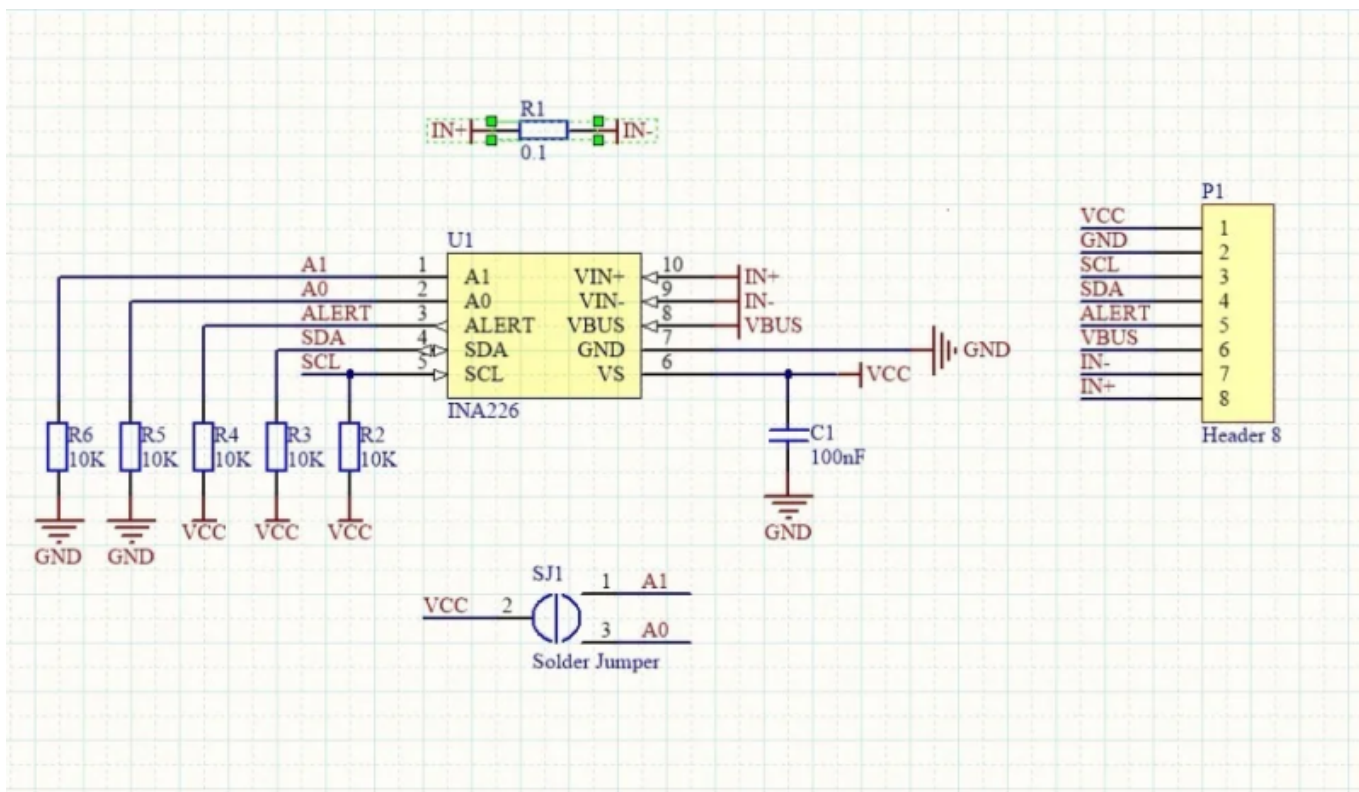 R1
IN+ IN-
0.1
P1
VCC 1
GND 2
SCL 3
SDA 4
ALERT 5
VBUS 6
IN- 7
IN+ 8
Header 8
U1
A1 1 A1 VIN+ 10 IN+
A0 2 A0 VIN- 9 IN-
ALERT 3 ALERT VBUS 8 VBUS
SDA 4 SDA GND 7 GND
SCL 5 SCL VS 6 VCC
INA226
R6 R5 R4 R3 R2
10K 10K 10K 10K 10K
GND GND VCC VCC VCC
C1
100nF
GND
SJ1
1 A1
VCC 2
3 A0
Solder Jumper